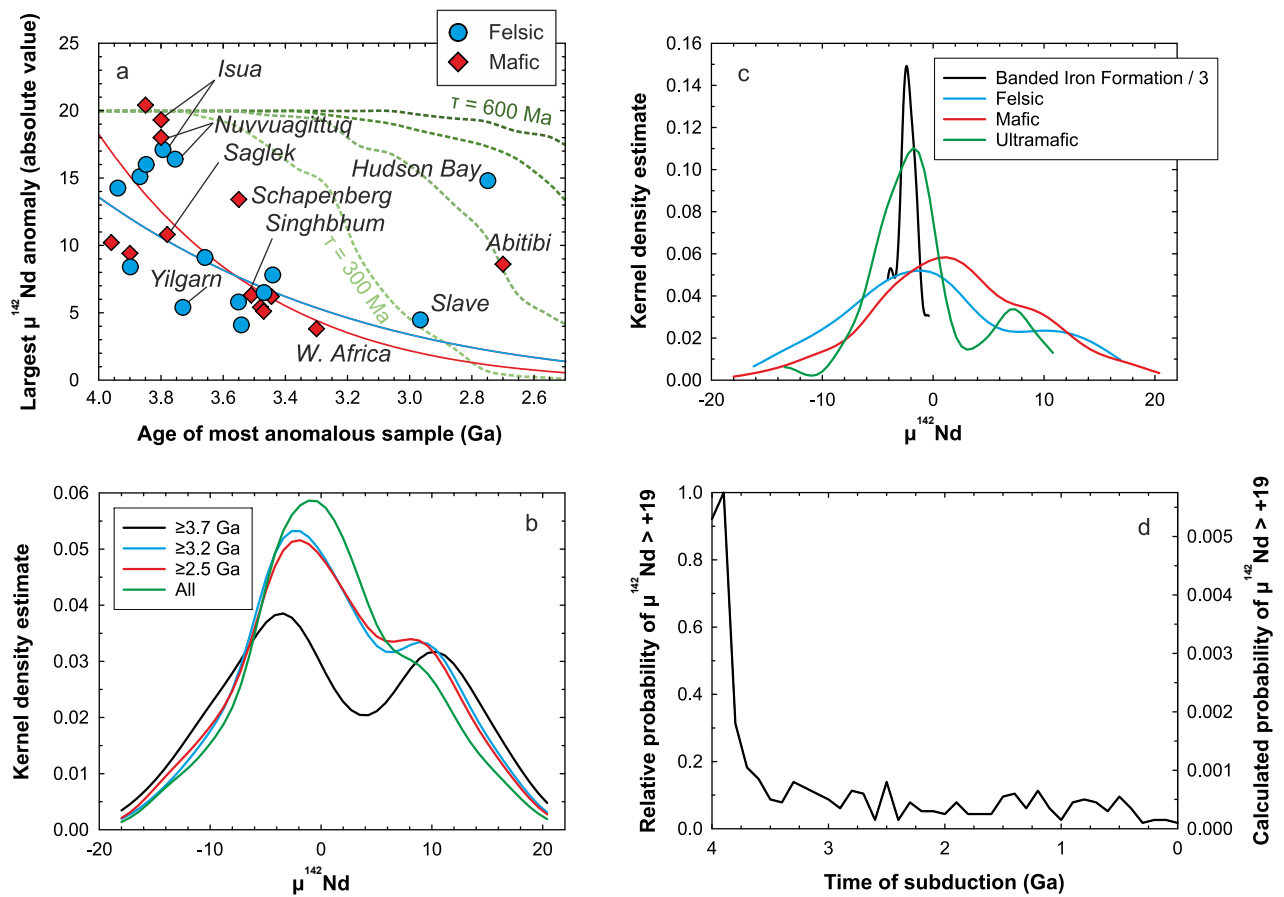 Felsic
Mafic
Largest µ ¹⁴²Nd anomaly (absolute value)
25
20
15
10
5
0
a
Isua
Nuvvuagittuq
Saglek
Schapenberg
Singhbhum
Yilgarn
W. Africa
Hudson Bay
Abitibi
Slave
τ = 600 Ma
τ = 300 Ma
4.0 3.8 3.6 3.4 3.2 3.0 2.8 2.6
Age of most anomalous sample (Ga)
c
Banded Iron Formation / 3
Felsic
Mafic
Ultramafic
Kernel density estimate
0.16
0.14
0.12
0.10
0.08
0.06
0.04
0.02
0.00
-20 -10 0 10 20
µ ¹⁴²Nd
b
≥3.7 Ga
≥3.2 Ga
≥2.5 Ga
All
Kernel density estimate
0.06
0.05
0.04
0.03
0.02
0.01
0.00
-20 -10 0 10 20
µ ¹⁴²Nd
d
Relative probability of µ ¹⁴²Nd > +19
1.0
0.8
0.6
0.4
0.2
0.0
Calculated probability of µ ¹⁴²Nd > +19
0.005
0.004
0.003
0.002
0.001
0.000
4 3 2 1 0
Time of subduction (Ga)